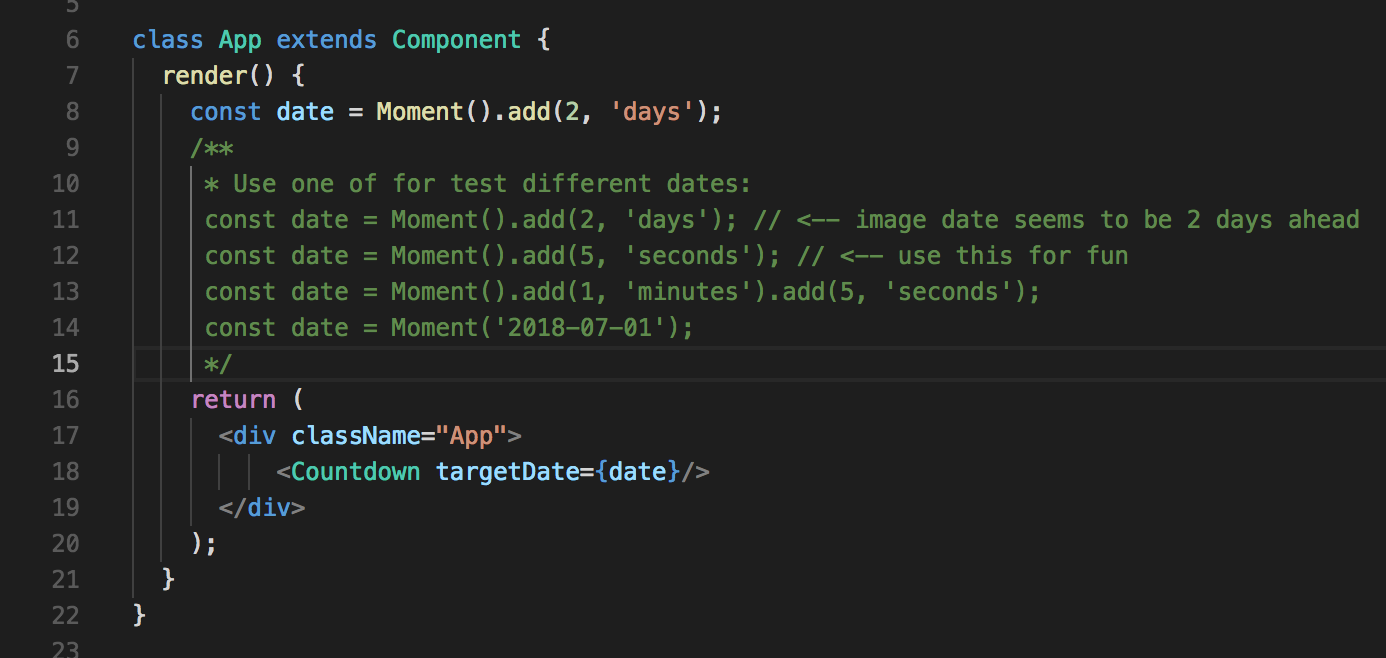 5
6 class App extends Component {
7 render() {
8 const date = Moment().add(2, 'days');
9 /**
10 * Use one of for test different dates:
11 const date = Moment().add(2, 'days'); // <-- image date seems to be 2 days ahead
12 const date = Moment().add(5, 'seconds'); // <-- use this for fun
13 const date = Moment().add(1, 'minutes').add(5, 'seconds');
14 const date = Moment('2018-07-01');
15 */
16 return (
17 <div className="App">
18 <Countdown targetDate={date}/>
19 </div>
20 );
21 }
22 }
23